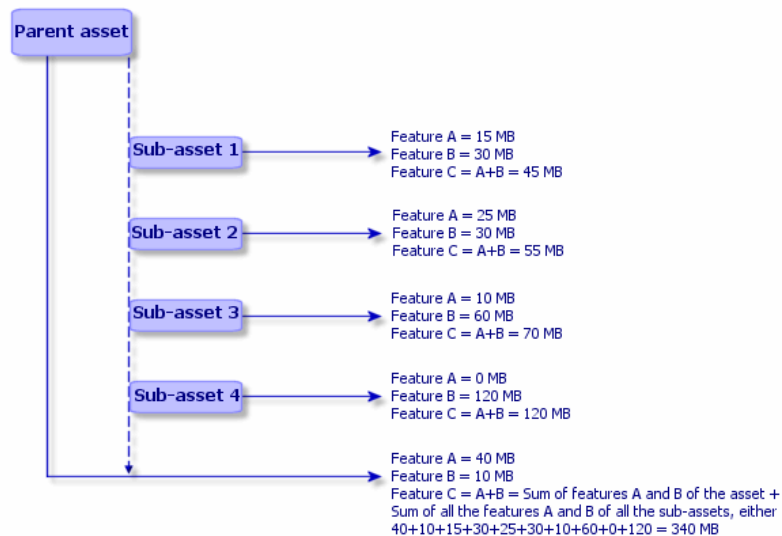 Parent asset
Sub-asset 1
Feature A = 15 MB
Feature B = 30 MB
Feature C = A+B = 45 MB
Sub-asset 2
Feature A = 25 MB
Feature B = 30 MB
Feature C = A+B = 55 MB
Sub-asset 3
Feature A = 10 MB
Feature B = 60 MB
Feature C = A+B = 70 MB
Sub-asset 4
Feature A = 0 MB
Feature B = 120 MB
Feature C = A+B = 120 MB
Feature A = 40 MB
Feature B = 10 MB
Feature C = A+B = Sum of features A and B of the asset +
Sum of all the features A and B of all the sub-assets, either
40+10+15+30+25+30+10+60+0+120 = 340 MB